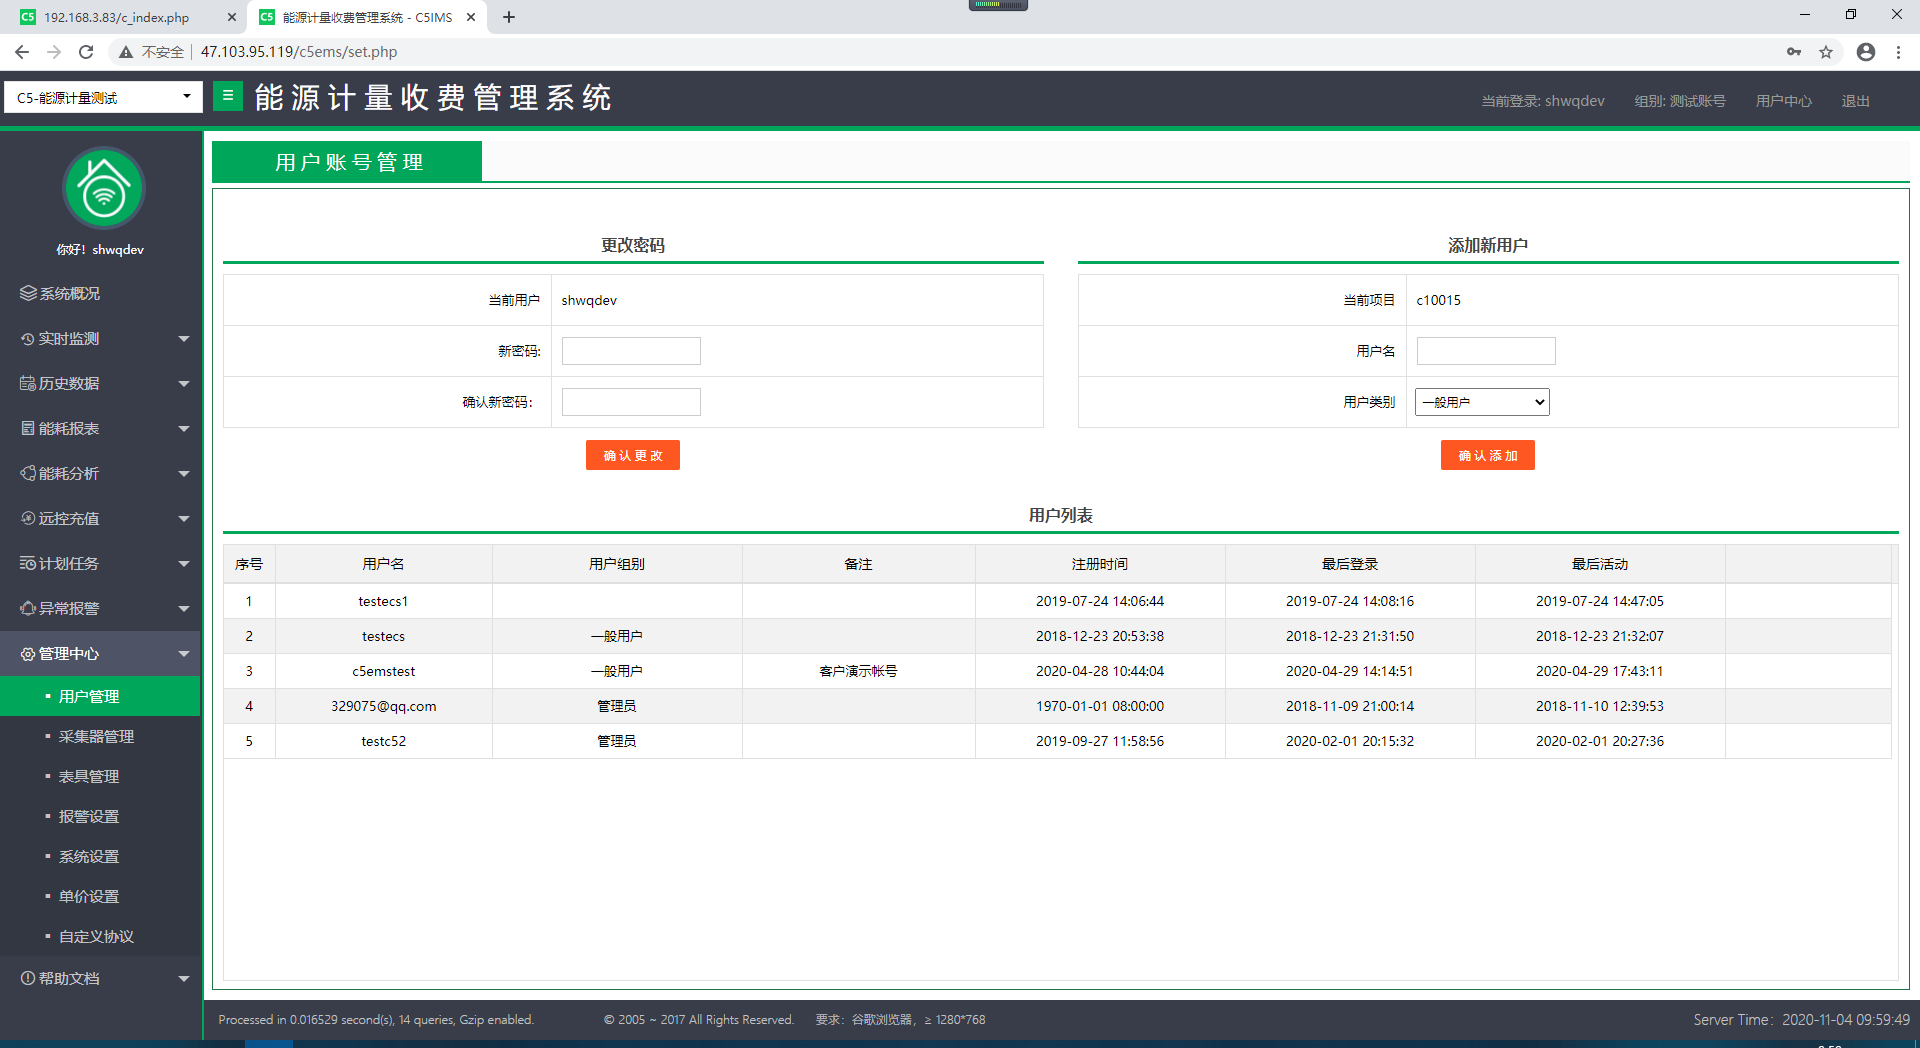 C5 192.168.3.83/c_index.php
C5 能源计量收费管理系统 - C5IMS
不安全 47.103.95.119/c5ems/set.php
C5-能源计量测试
能源计量收费管理系统
当前登录: shwqdev 组别: 测试账号 用户中心 退出
你好! shwqdev
系统概况
实时监测
历史数据
能耗报表
能耗分析
远控充值
计划任务
异常报警
管理中心
用户管理
采集器管理
表具管理
报警设置
系统设置
单价设置
自定义协议
帮助文档
用户账号管理
更改密码
当前用户 shwqdev
新密码:
确认新密码:
确认更改
添加新用户
当前项目 c10015
用户名
用户类别 一般用户
确认添加
用户列表
序号 用户名 用户组别 备注 注册时间 最后登录 最后活动
1 testecs1 2019-07-24 14:06:44 2019-07-24 14:08:16 2019-07-24 14:47:05
2 testecs 一般用户 2018-12-23 20:53:38 2018-12-23 21:31:50 2018-12-23 21:32:07
3 c5emstest 一般用户 客户演示帐号 2020-04-28 10:44:04 2020-04-29 14:14:51 2020-04-29 17:43:11
4 329075@qq.com 管理员 1970-01-01 08:00:00 2018-11-09 21:00:14 2018-11-10 12:39:53
5 testc52 管理员 2019-09-27 11:58:56 2020-02-01 20:15:32 2020-02-01 20:27:36
Processed in 0.016529 second(s), 14 queries, Gzip enabled. © 2005 ~ 2017 All Rights Reserved. 要求: 谷歌浏览器, ≥ 1280*768 Server Time: 2020-11-04 09:59:49